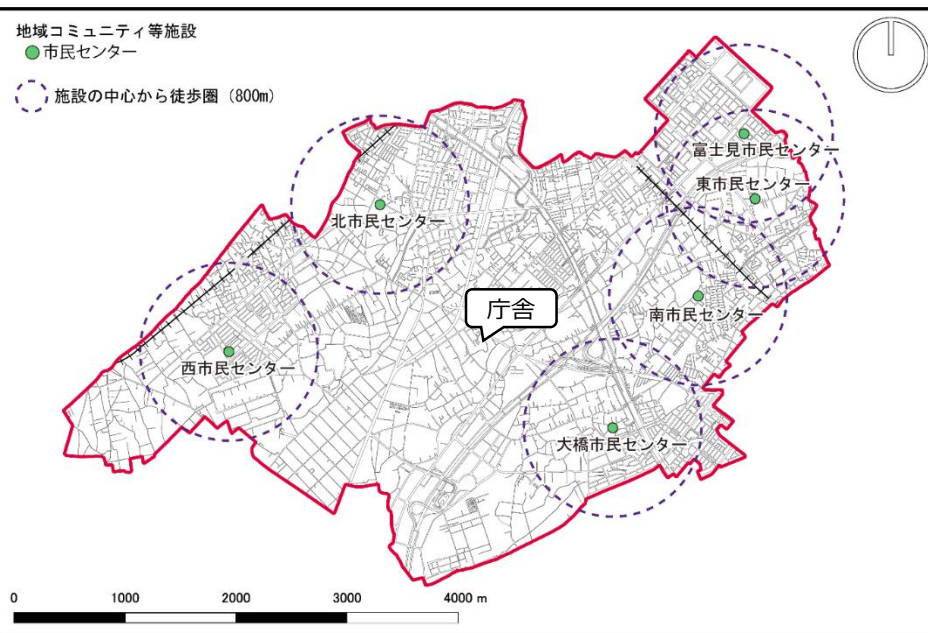 地域コミュニティ等施設
市民センター
施設の中心から徒歩圏（800m）
富士見市民センター
東市民センター
北市民センター
庁舎
南市民センター
西市民センター
大橋市民センター
0 1000 2000 3000 4000 m